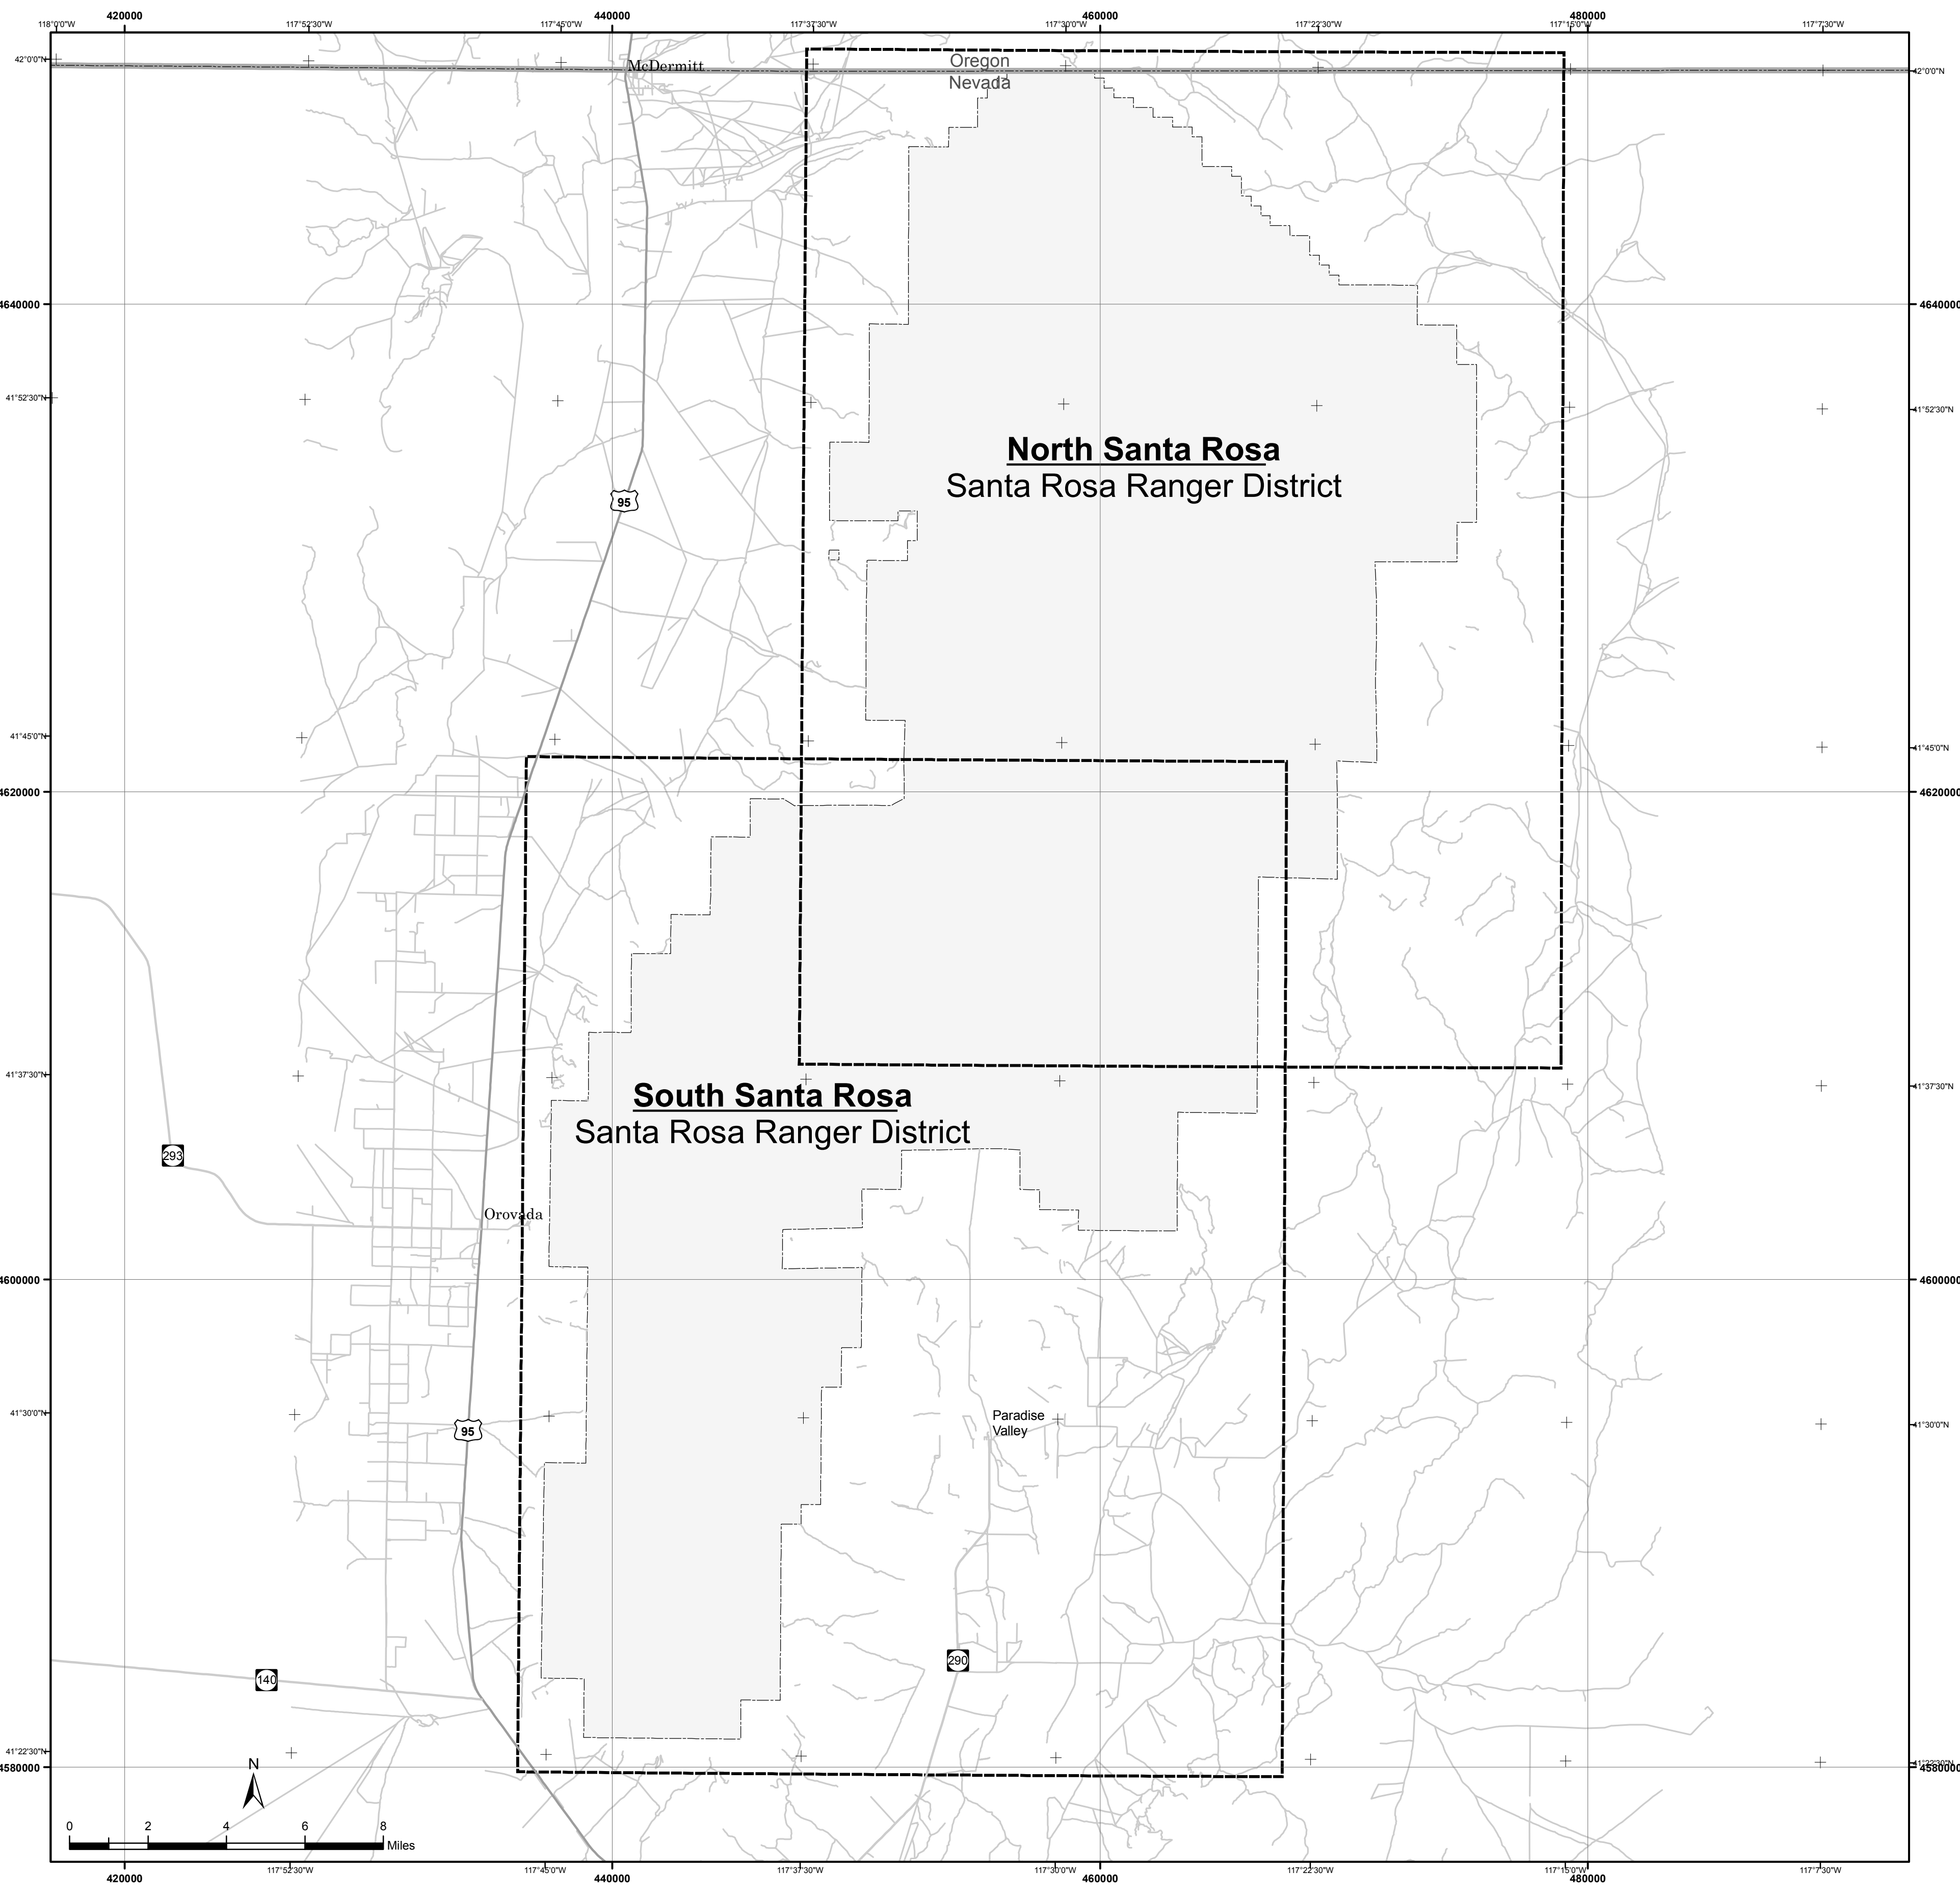 420000 440000 460000 480000
118°0'0"W 117°52'30"W 117°45'0"W 117°37'30"W 117°30'0"W 117°22'30"W 117°15'0"W 117°7'30"W
42°0'0"N
McDermitt
Oregon
Nevada
42°0'0"N
4640000 4640000
41°52'30"N 41°52'30"N
North Santa Rosa
Santa Rosa Ranger District
95
41°45'0"N 41°45'0"N
4620000 4620000
41°37'30"N 41°37'30"N
South Santa Rosa
Santa Rosa Ranger District
293
Orovada
4600000 4600000
41°30'0"N 41°30'0"N
Paradise
Valley
95
290
140
41°22'30"N 41°22'30"N
4580000 4580000
N
0 2 4 6 8
Miles
117°52'30"W 117°45'0"W 117°37'30"W 117°30'0"W 117°22'30"W 117°15'0"W 117°7'30"W
420000 440000 460000 480000